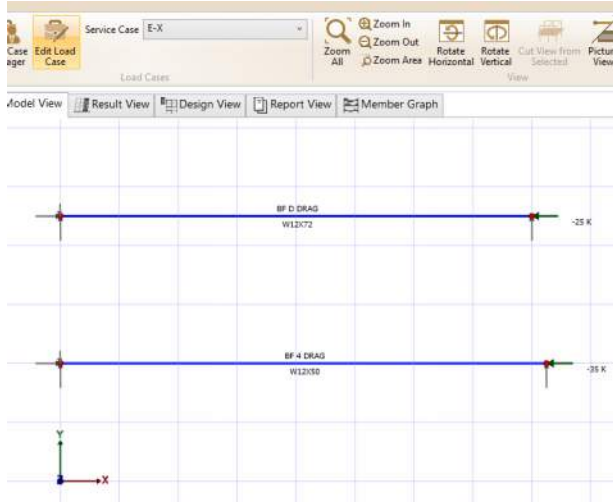 Case
ager
Edit Load
Case
Service Case E-X
Load Cases
Zoom
All
Zoom In
Zoom Out
Zoom Area
Rotate
Horizontal
Rotate
Vertical
Cut View from
Selected
Pictur
View
View
Model View
Result View
Design View
Report View
Member Graph
BF D DRAG
W12X72
-25 K
BF 4 DRAG
W12X50
-35 K
Y
Z
X